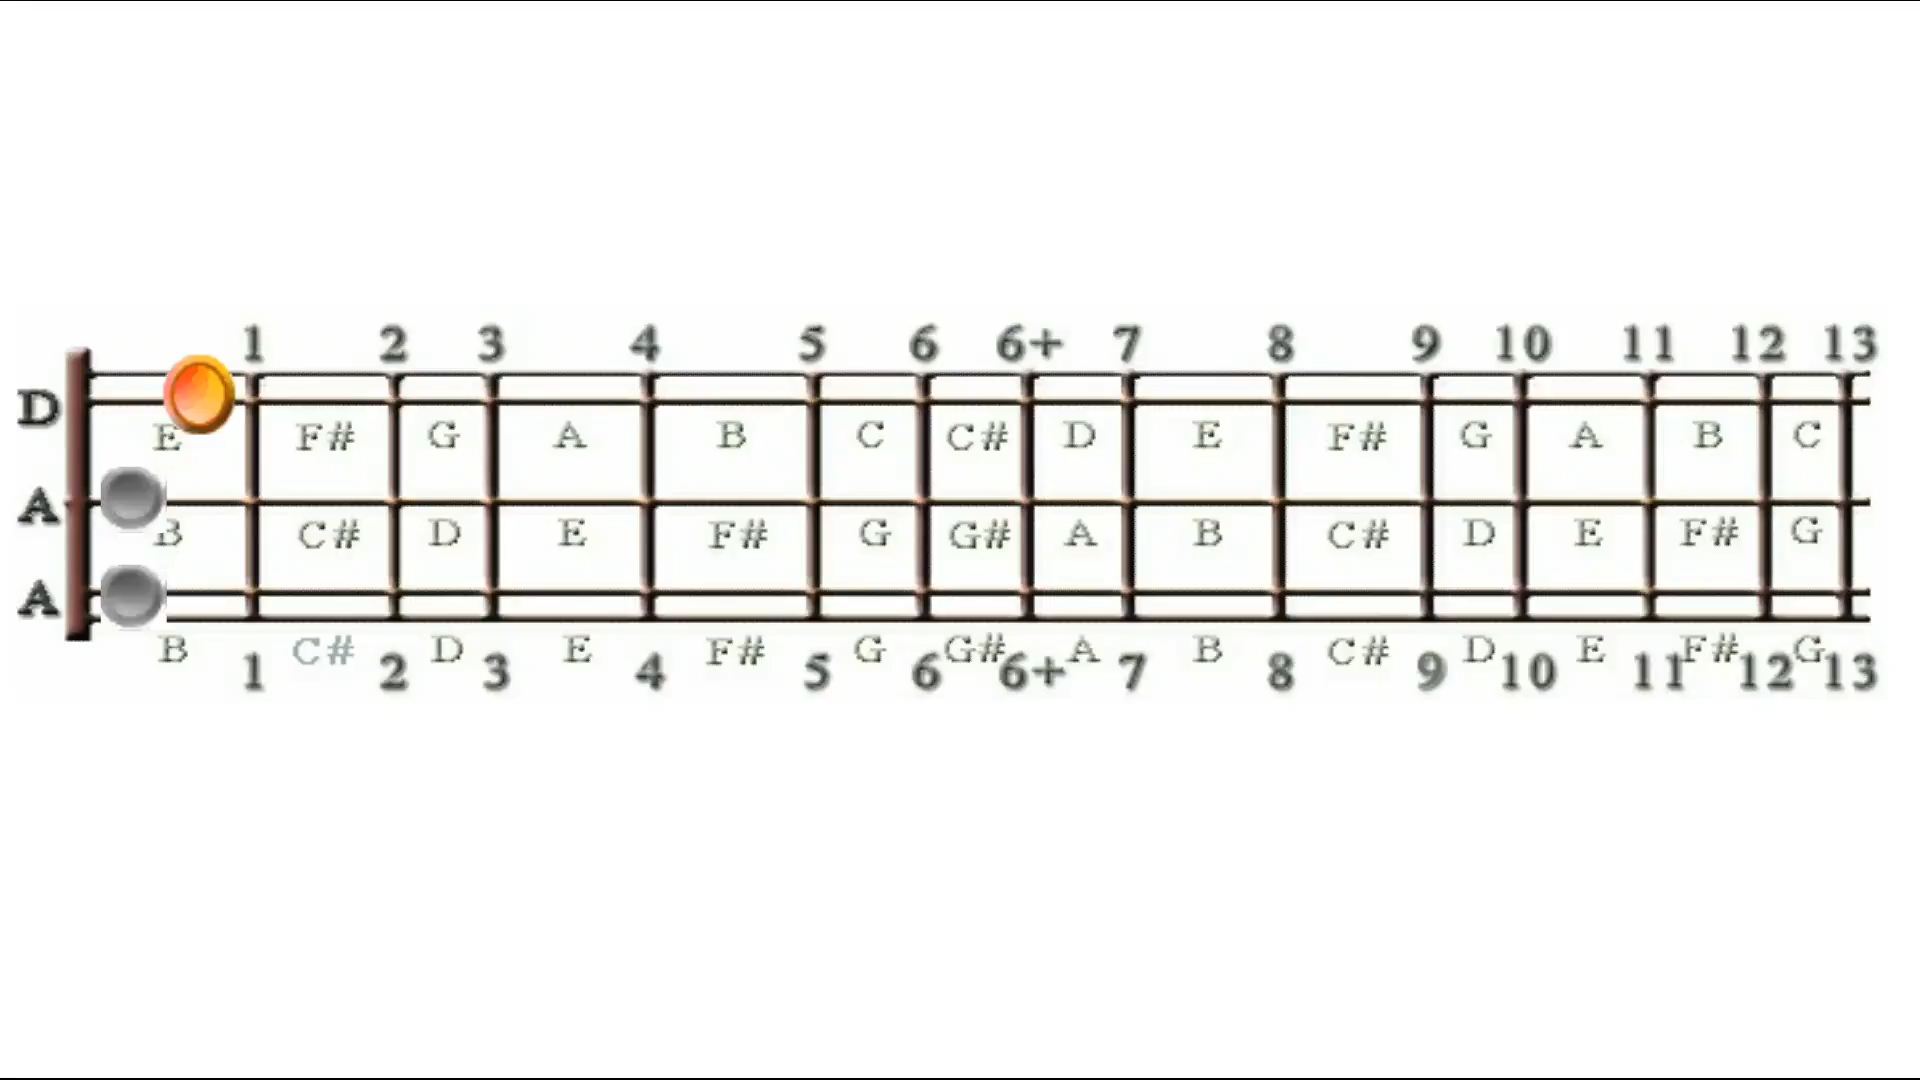 1 2 3 4 5 6 6+ 7 8 9 10 11 12 13
D
E F# G A B C C# D E F# G A B C
A
B C# D E F# G G# A B C# D E F# G
A
B C# D E F# G G# A B C# D E F# G
1 2 3 4 5 6 6+ 7 8 9 10 11 12 13